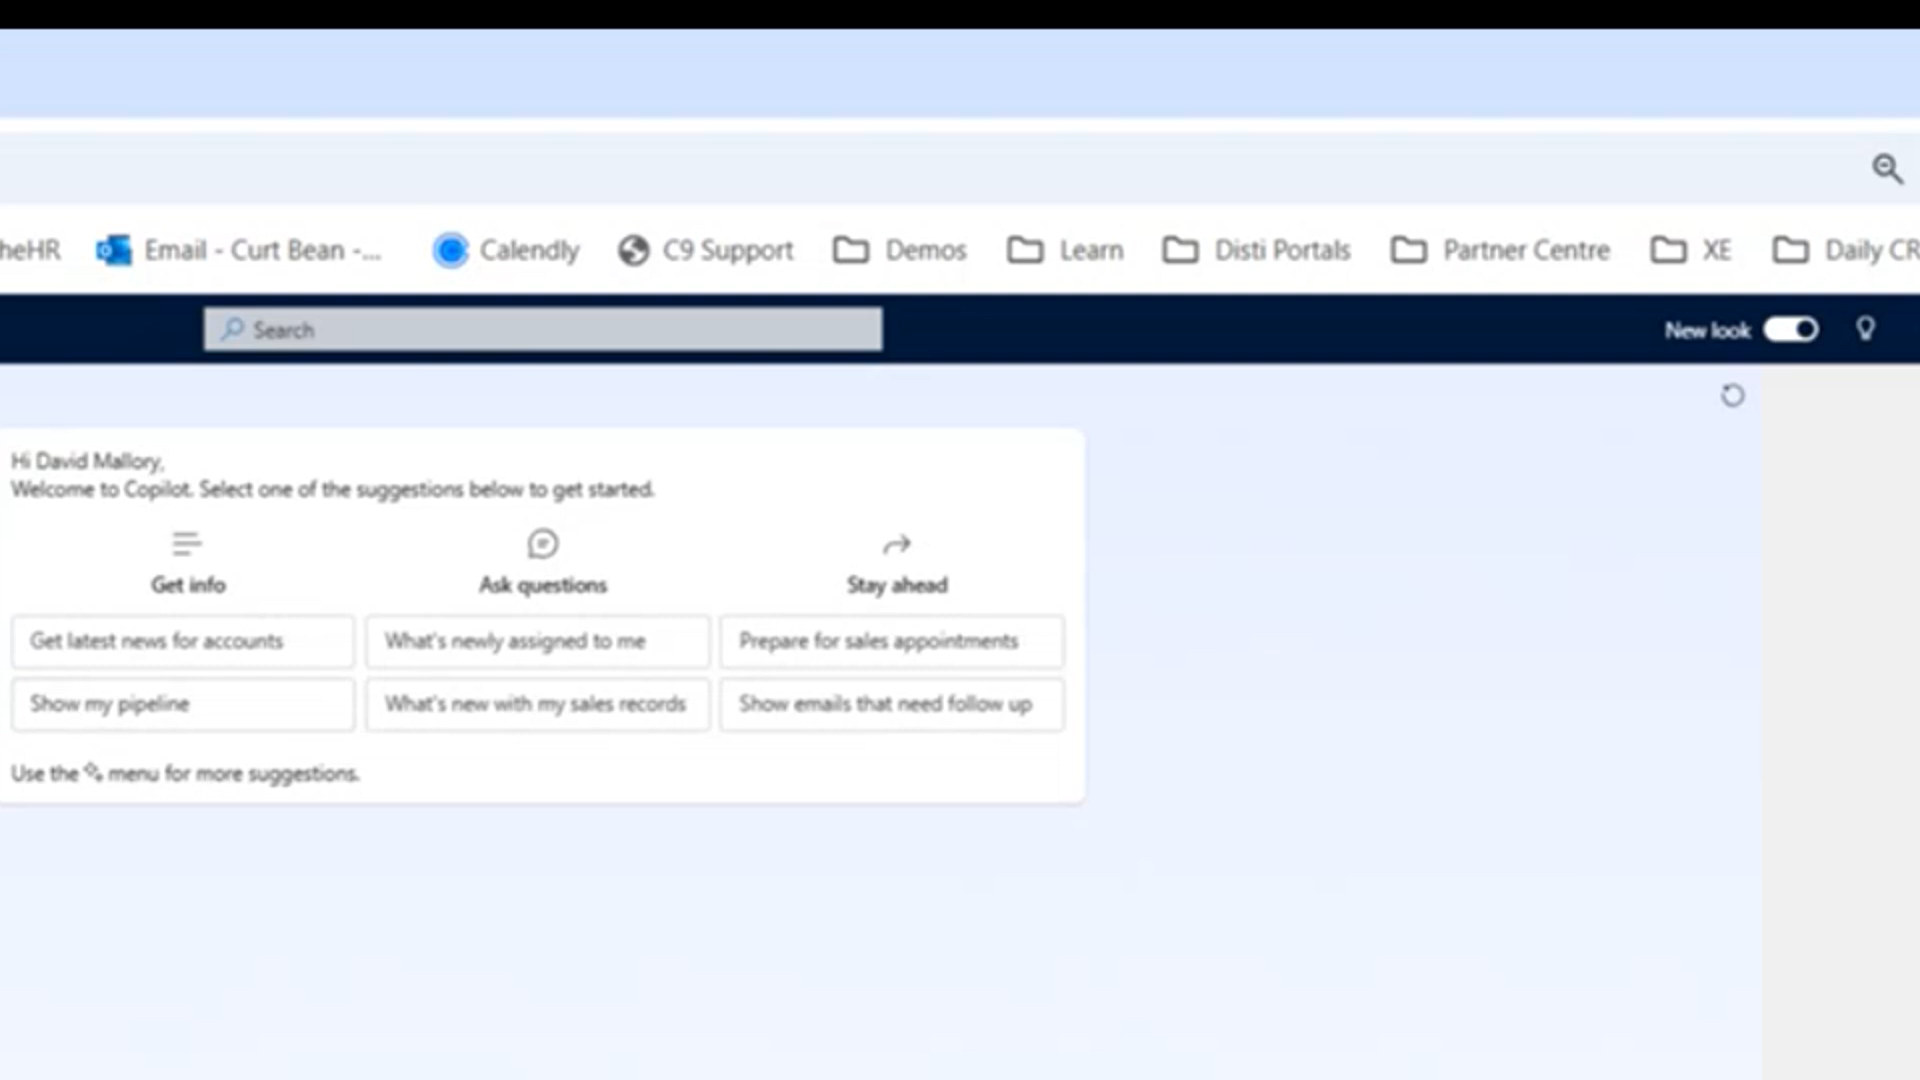 heHR Email - Curt Bean -... Calendly C9 Support Demos Learn Disti Portals Partner Centre XE Daily CR
Search New look
Hi David Mallory,
Welcome to Copilot. Select one of the suggestions below to get started.
Get info Ask questions Stay ahead
Get latest news for accounts What's newly assigned to me Prepare for sales appointments
Show my pipeline What's new with my sales records Show emails that need follow up
Use the menu for more suggestions.